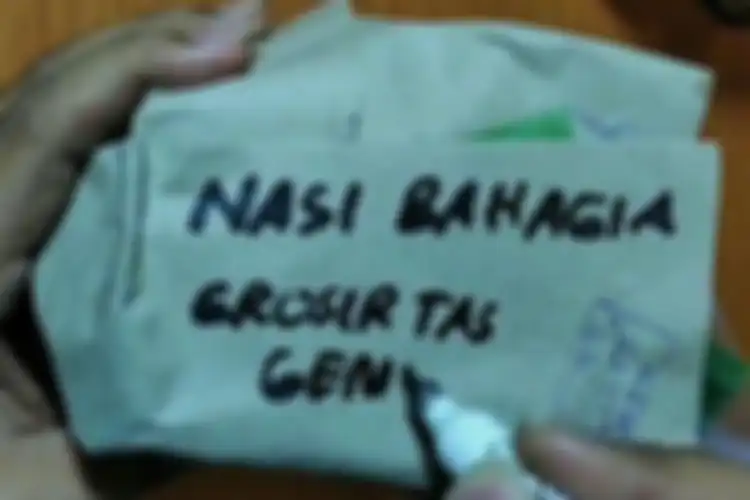 NASI BAHAGIA
GROSIR TAS
GEN